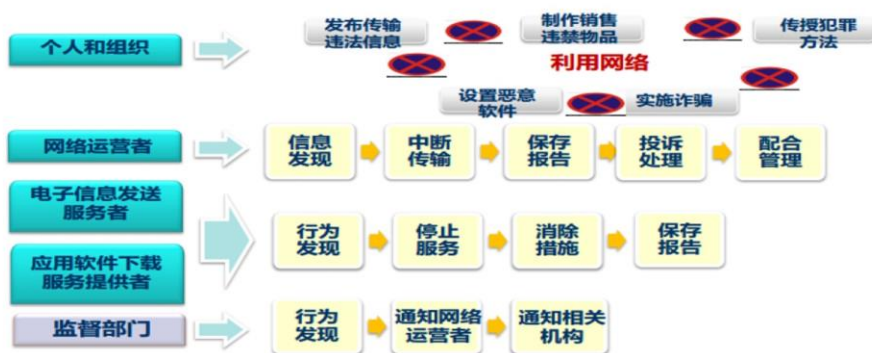 个人和组织
发布传输
违法信息
制作销售
违禁物品
传授犯罪
方法
利用网络
设置恶意
软件
实施诈骗
网络运营者
信息
发现
中断
传输
保存
报告
投诉
处理
配合
管理
电子信息发送
服务者
应用软件下载
服务提供者
行为
发现
停止
服务
消除
措施
保存
报告
监督部门
行为
发现
通知网络
运营者
通知相关
机构